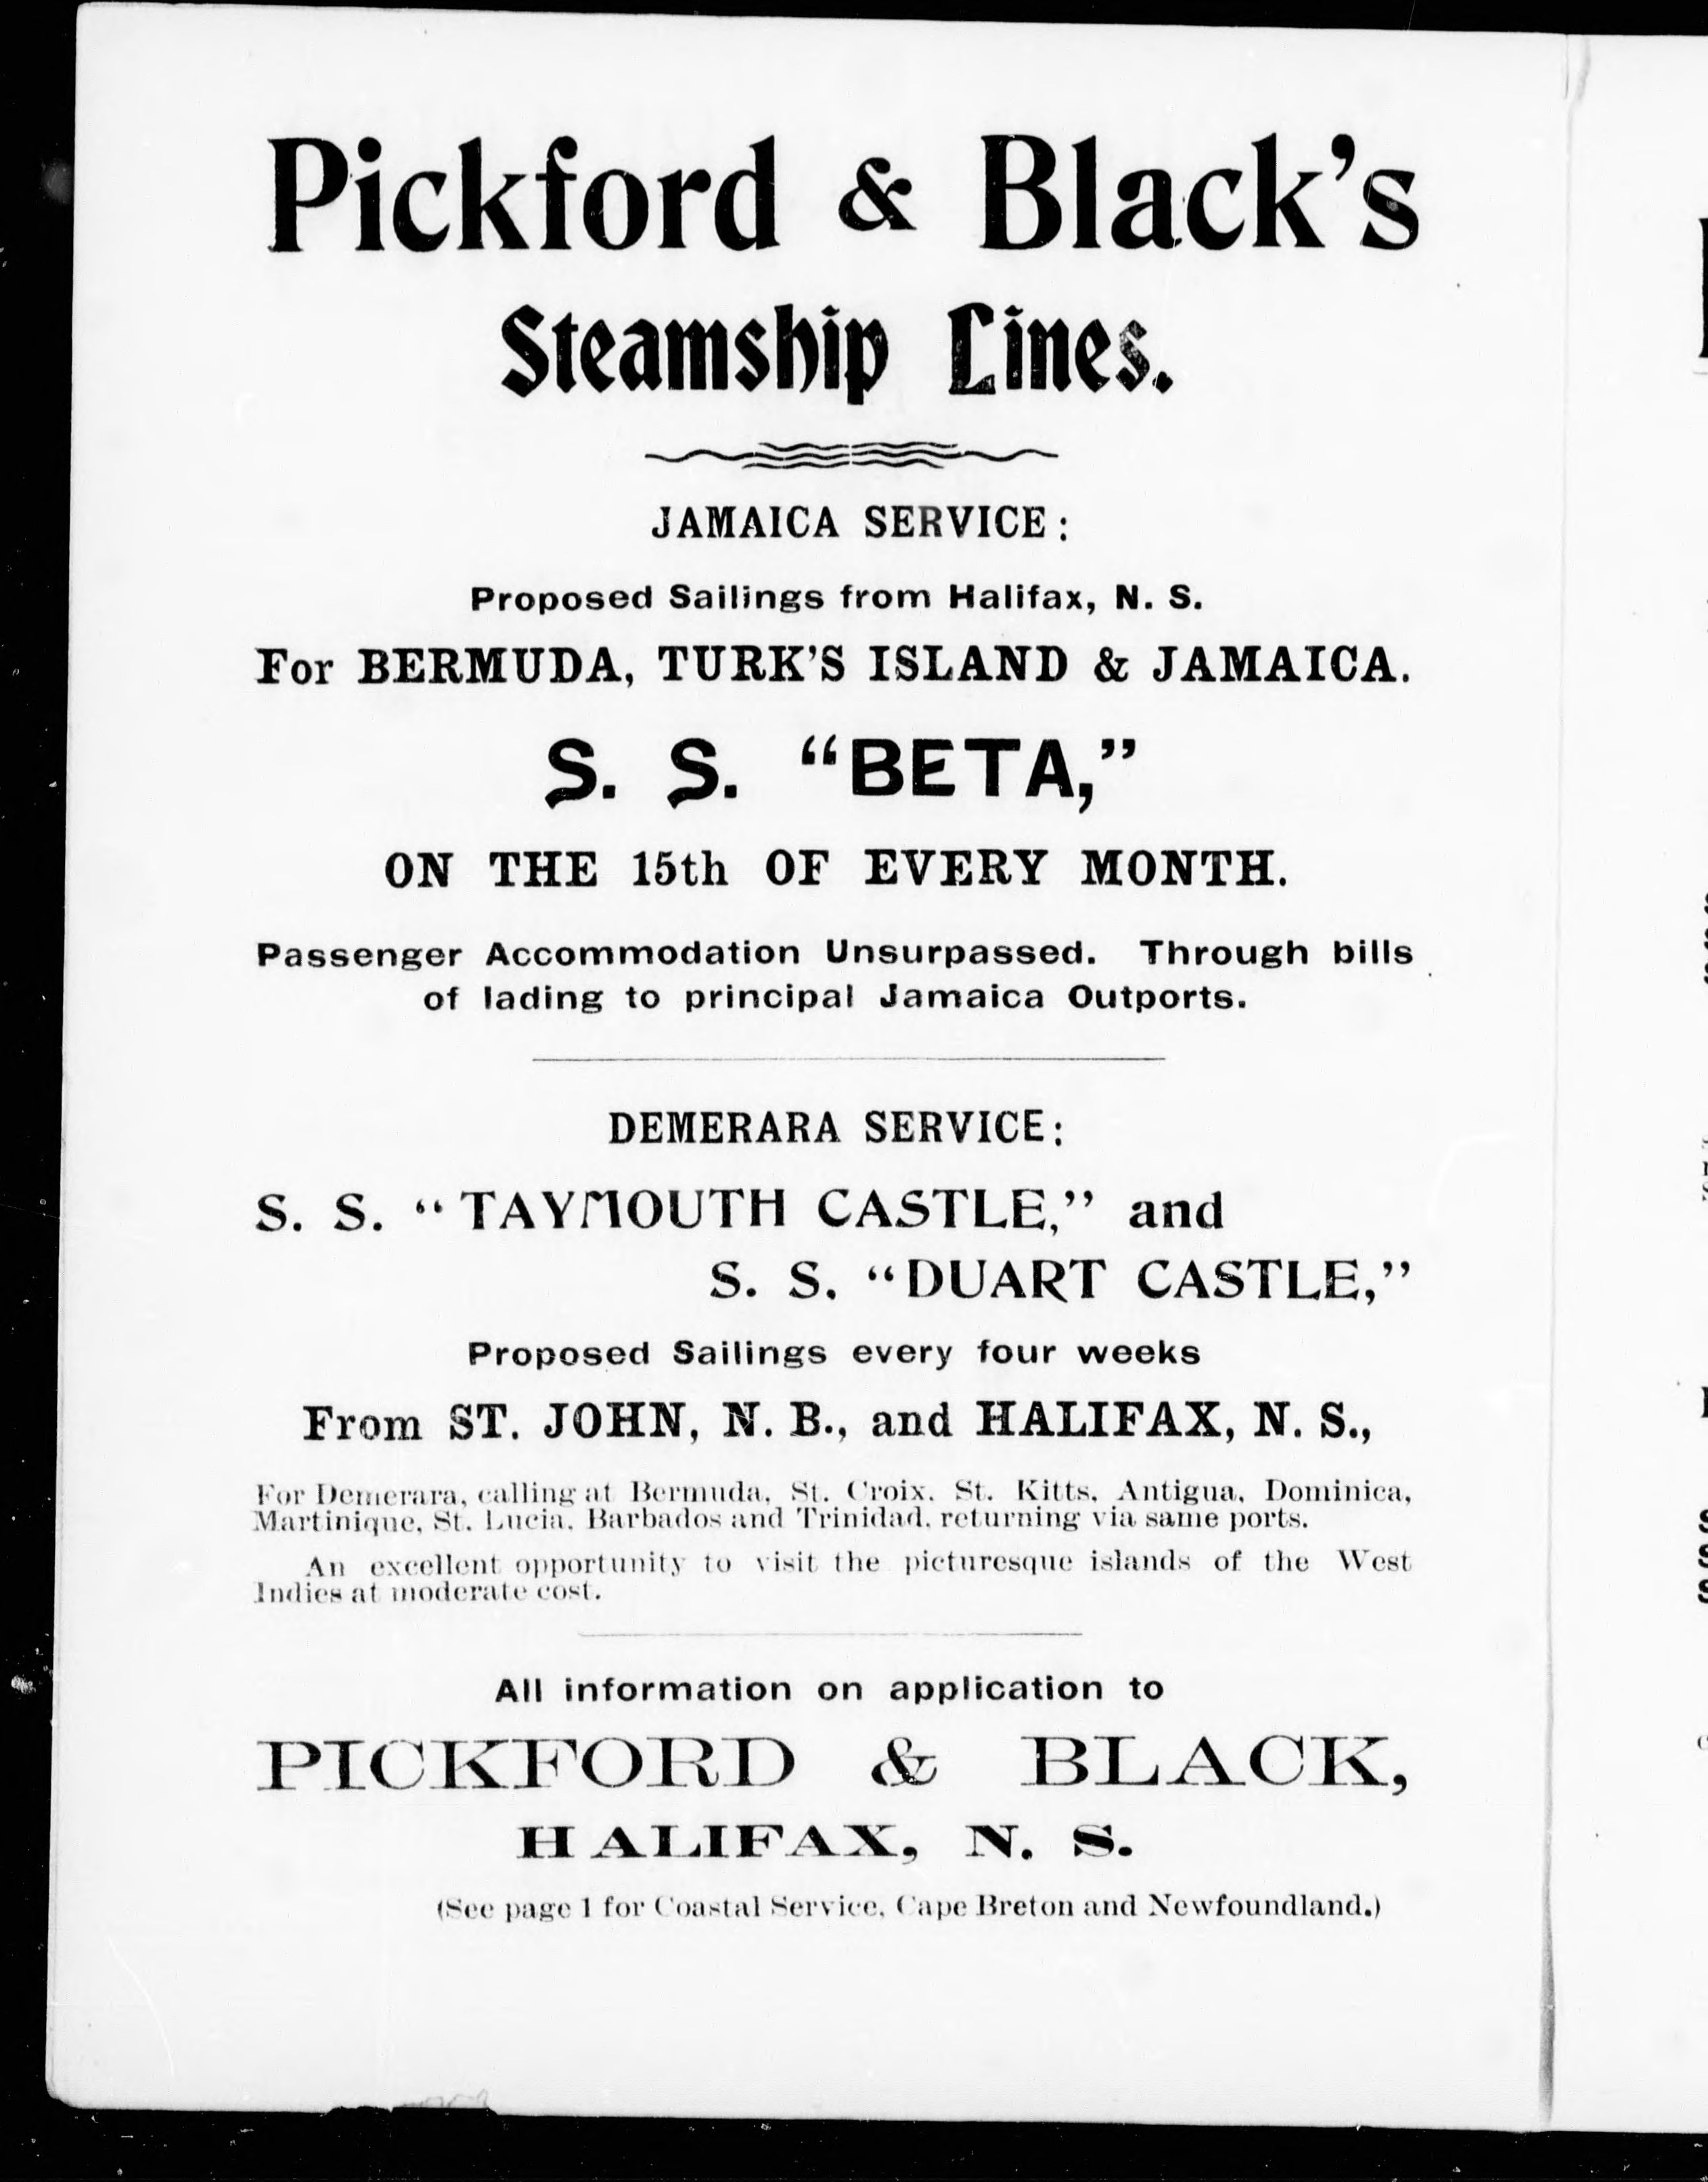 Pickford & Black's
Steamship Lines.
JAMAICA SERVICE:
Proposed Sailings from Halifax, N. S.
For BERMUDA, TURK'S ISLAND & JAMAICA.
S. S. “BETA,”
ON THE 15th OF EVERY MONTH.
Passenger Accommodation Unsurpassed. Through bills
of lading to principal Jamaica Outports.
DEMERARA SERVICE:
S. S. “TAYMOUTH CASTLE,” and
S. S. “DUART CASTLE,”
Proposed Sailings every four weeks
From ST. JOHN, N. B., and HALIFAX, N. S.,
For Demerara, calling at Bermuda, St. Croix, St. Kitts, Antigua, Dominica,
Martinique, St. Lucia, Barbados and Trinidad, returning via same ports.
An excellent opportunity to visit the picturesque islands of the West
Indies at moderate cost.
All information on application to
PICKFORD & BLACK,
HALIFAX, N. S.
(See page 1 for Coastal Service, Cape Breton and Newfoundland.)